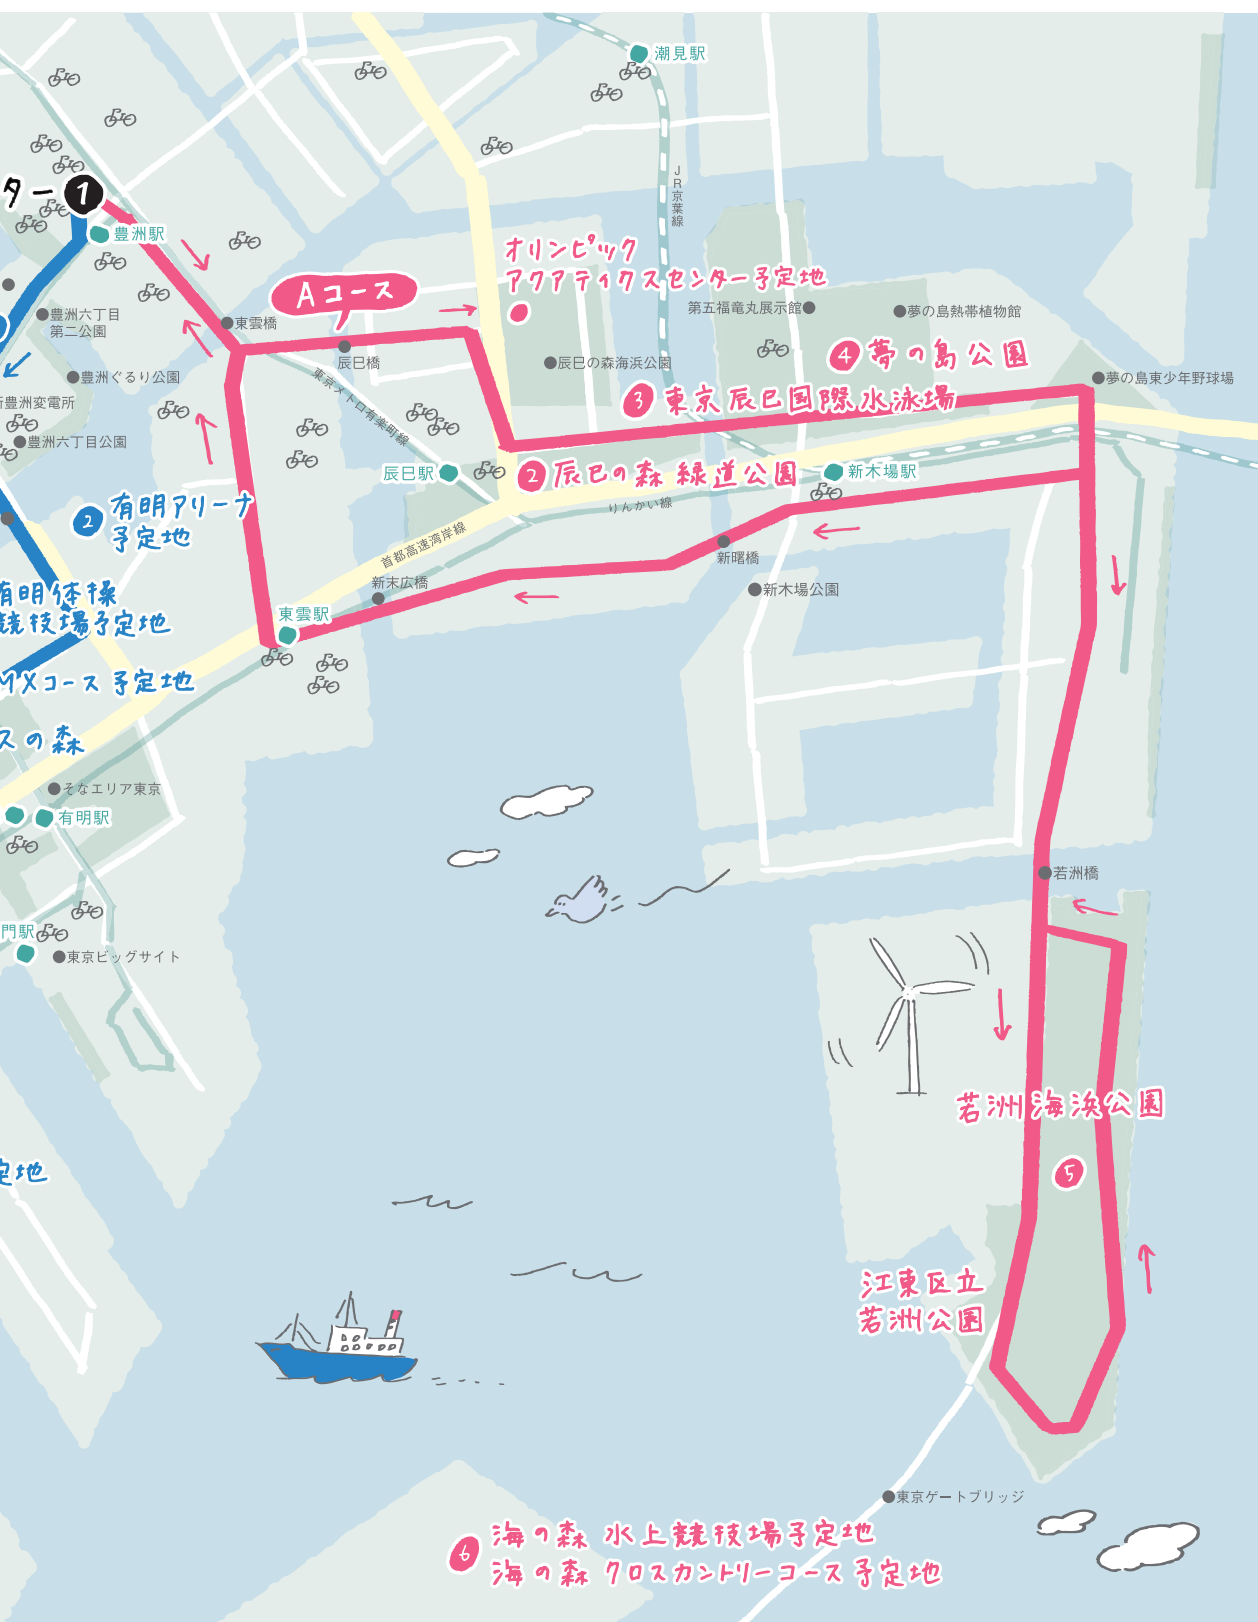 潮見駅
ター
1
豊洲駅
JR京葉線
オリンピック
アクアティクスセンター予定地
Aコース
豊洲六丁目
第二公園
東雲橋
辰巳橋
第五福竜丸展示館
夢の島熱帯植物館
4 夢の島公園
辰巳の森海浜公園
豊洲ぐるり公園
東京メトロ有楽町線
夢の島東少年野球場
3 東京辰巳国際水泳場
新豊洲変電所
豊洲六丁目公園
辰巳駅
2 辰巳の森 緑道公園
新木場駅
りんかい線
2 有明アリーナ
予定地
首都高速湾岸線
新曙橋
新末広橋
新木場公園
有明体操
競技場予定地
東雲駅
MXコース予定地
スの森
そなエリア東京
有明駅
若洲橋
門駅
東京ビッグサイト
若洲海浜公園
5
定地
江東区立
若洲公園
東京ゲートブリッジ
6 海の森 水上競技場予定地
海の森 クロスカントリーコース予定地